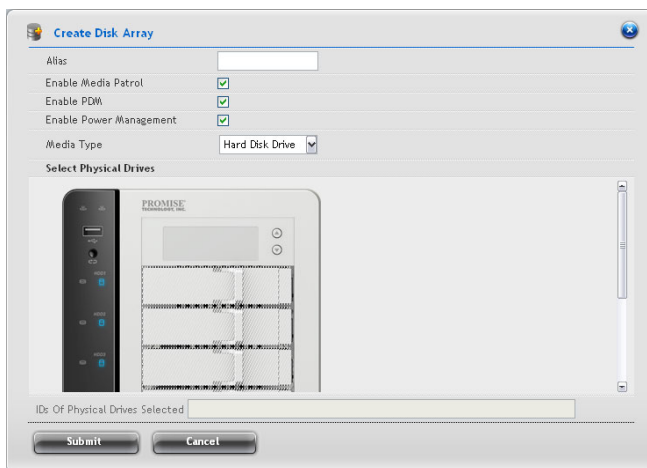 Create Disk Array
Alias
Enable Media Patrol
Enable PDM
Enable Power Management
Media Type Hard Disk Drive
Select Physical Drives
PROMISE
TECHNOLOGY, INC.
IDs Of Physical Drives Selected
Submit Cancel